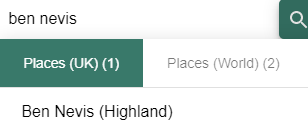 ben nevis
Places (UK) (1) Places (World) (2)
Ben Nevis (Highland)